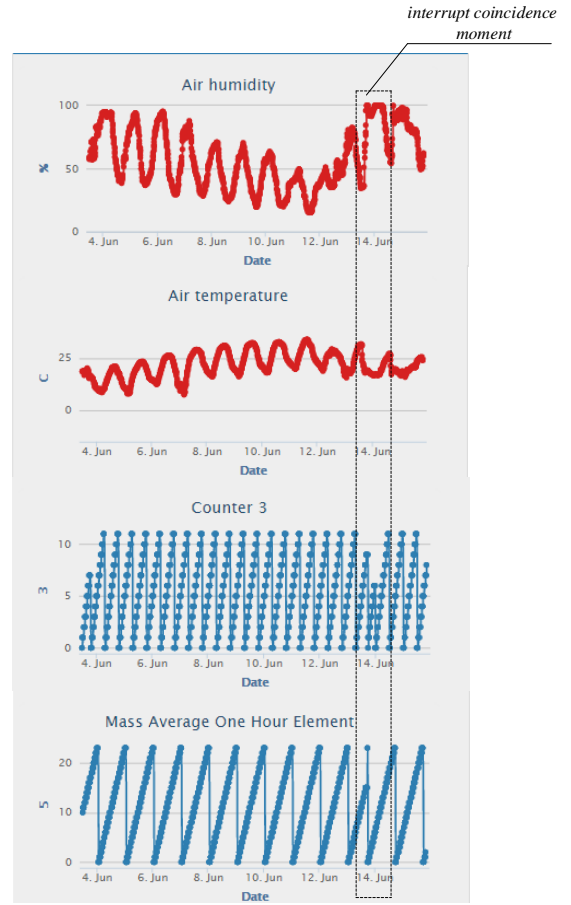 interrupt coincidence
moment
Air humidity
100
50
0
%
4. Jun 6. Jun 8. Jun 10. Jun 12. Jun 14. Jun
Date
Air temperature
25
0
C
4. Jun 6. Jun 8. Jun 10. Jun 12. Jun 14. Jun
Date
Counter 3
10
5
0
3
4. Jun 6. Jun 8. Jun 10. Jun 12. Jun 14. Jun
Date
Mass Average One Hour Element
20
10
0
5
4. Jun 6. Jun 8. Jun 10. Jun 12. Jun 14. Jun
Date